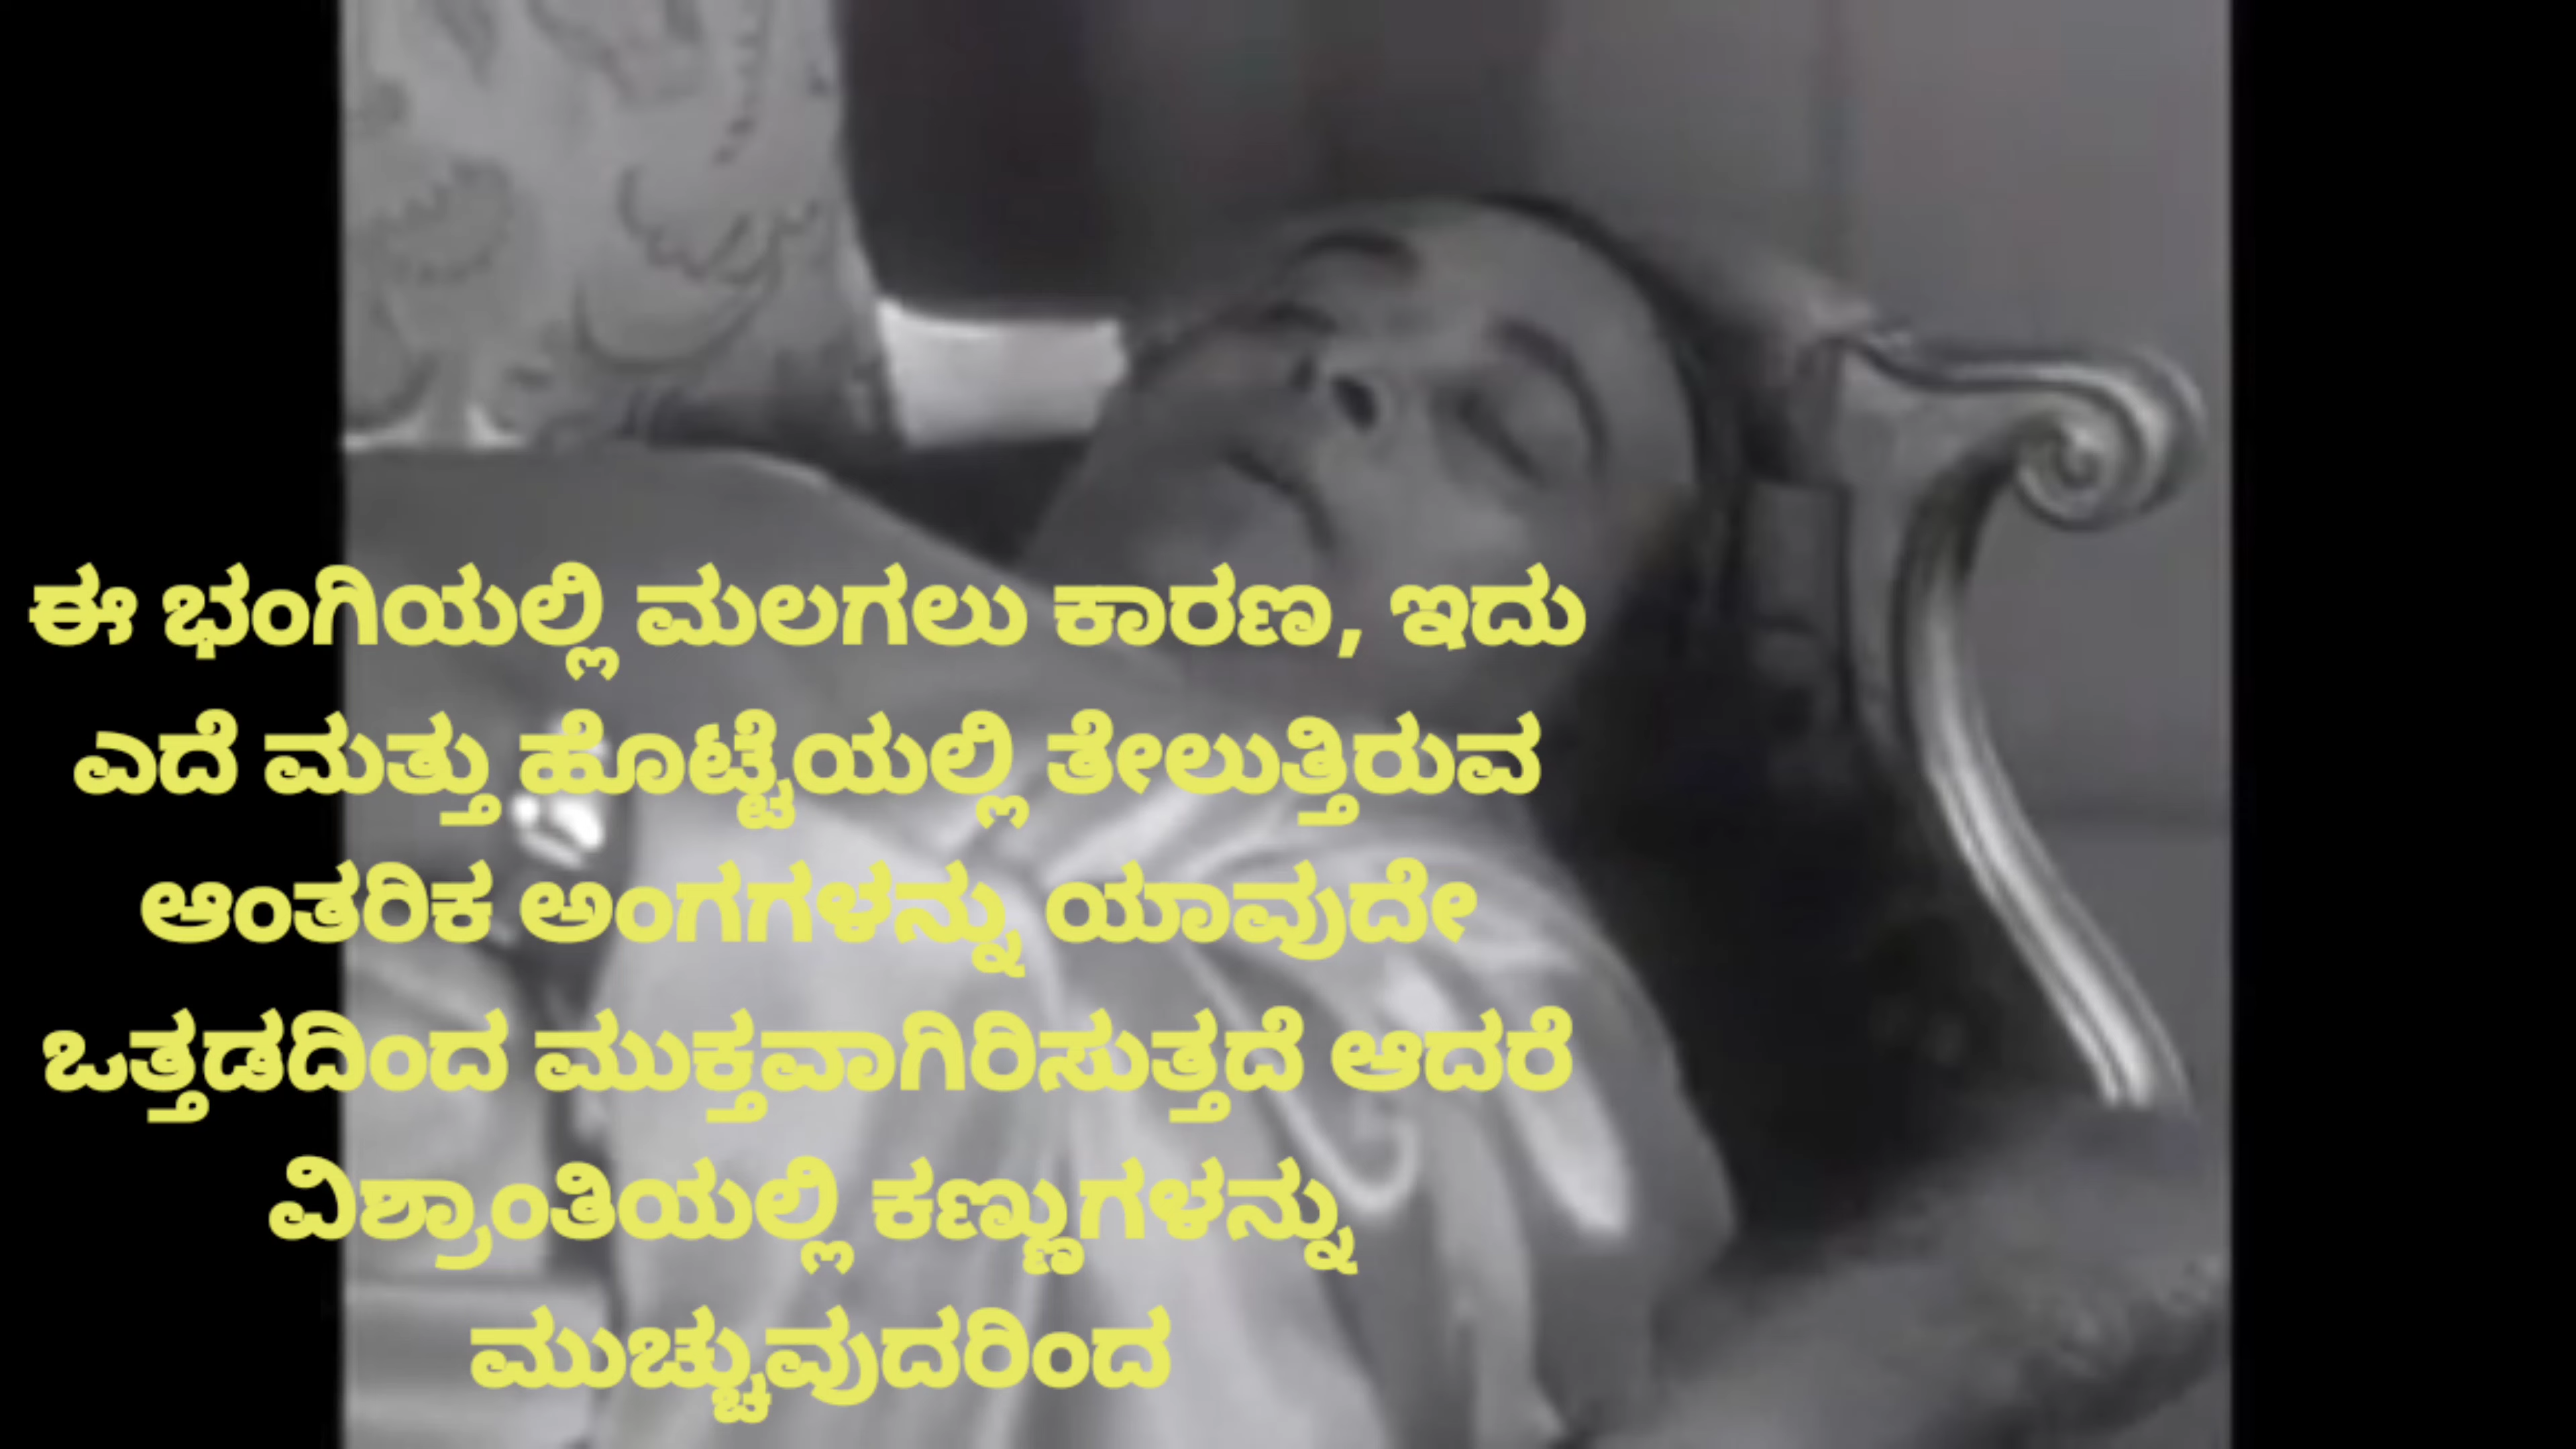 ಈ ಭಂಗಿಯಲ್ಲಿ ಮಲಗಲು ಕಾರಣ, ಇದು
ಎದೆ ಮತ್ತು ಹೊಟ್ಟೆಯಲ್ಲಿ ತೇಲುತ್ತಿರುವ
ಆಂತರಿಕ ಅಂಗಗಳನ್ನು ಯಾವುದೇ
ಒತ್ತಡದಿಂದ ಮುಕ್ತವಾಗಿರಿಸುತ್ತದೆ ಆದರೆ
ವಿಶ್ರಾಂತಿಯಲ್ಲಿ ಕಣ್ಣುಗಳನ್ನು
ಮುಚ್ಚುವುದರಿಂದ